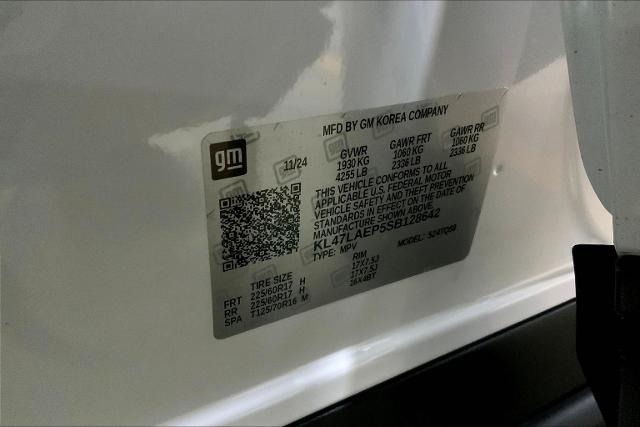 MFD BY GM KOREA COMPANY
gm
11/24
GVWR GAWR FRT GAWR RR
1930 KG 1060 KG 1060 KG
4255 LB 2336 LB 2336 LB
THIS VEHICLE CONFORMS TO ALL
APPLICABLE U.S. FEDERAL MOTOR
VEHICLE SAFETY AND THEFT PREVENTION
STANDARDS IN EFFECT ON THE DATE OF
MANUFACTURE SHOWN ABOVE.
KL47LAEP5SB128642
TYPE: MPV MODEL:
TIRE SIZE RIM
FRT 225/60R17 H 17X7.5J
RR 225/60R17 H 17X7.5J
SPA T125/70R16 M 16X4BT